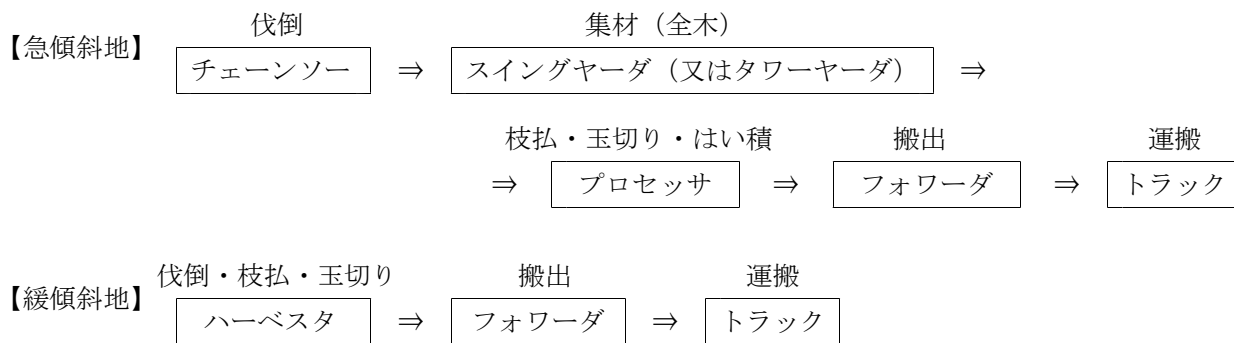 伐倒 集材（全木）
【急傾斜地】 チェーンソー ⇒ スイングヤーダ（又はタワーヤーダ） ⇒
枝払・玉切り・はい積 搬出 運搬
⇒ プロセッサ ⇒ フォワーダ ⇒ トラック
伐倒・枝払・玉切り 搬出 運搬
【緩傾斜地】 ハーベスタ ⇒ フォワーダ ⇒ トラック